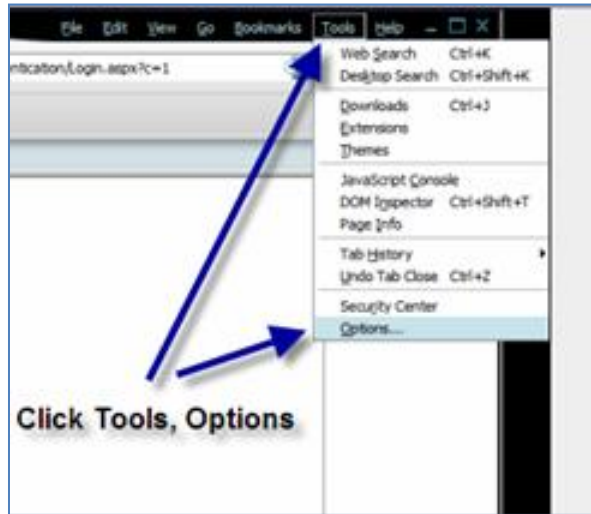 File Edit View Go Bookmarks Tools Help
ntication/Login.aspx?c=1
Web Search Ctrl+K
Desktop Search Ctrl+Shift+K
Downloads Ctrl+J
Extensions
Themes
JavaScript Console
DOM Inspector Ctrl+Shift+T
Page Info
Tab History
Undo Tab Close Ctrl+Z
Security Center
Options...
Click Tools, Options